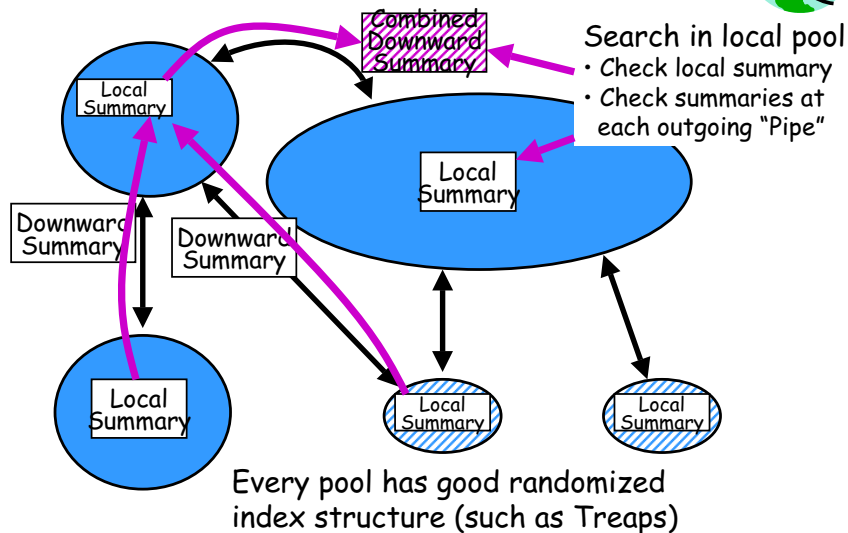 Combined
Downward
Summary
Search in local pool
• Check local summary
• Check summaries at
each outgoing “Pipe”
Local
Summary
Local
Summary
Downward
Summary
Downward
Summary
Local
Summary
Local
Summary
Local
Summary
Every pool has good randomized
index structure (such as Treaps)